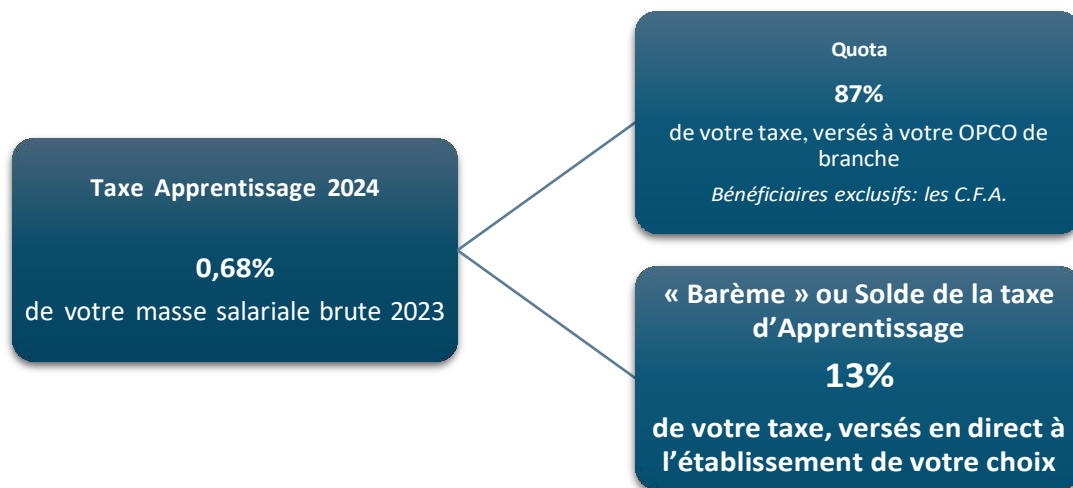 Taxe Apprentissage 2024
0,68%
de votre masse salariale brute 2023
Quota
87%
de votre taxe, versés à votre OPCO de
branche
Bénéficiaires exclusifs: les C.F.A.
« Barème » ou Solde de la taxe
d’Apprentissage
13%
de votre taxe, versés en direct à
l’établissement de votre choix